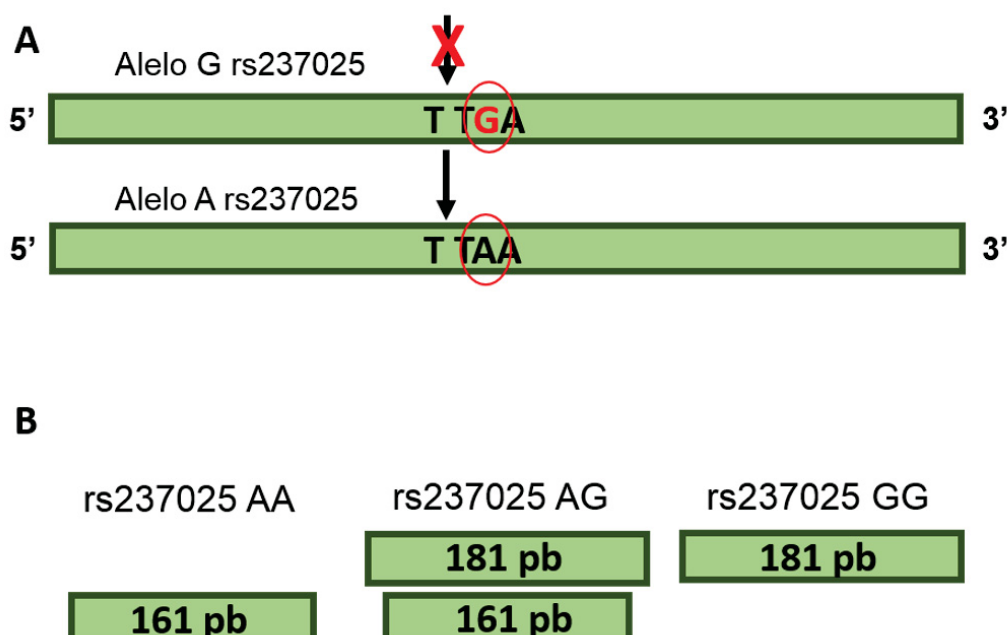 A
X
Alelo G rs237025
5’ T TGA 3’
Alelo A rs237025
5’ T TAA 3’
B
rs237025 AA rs237025 AG rs237025 GG
181 pb 181 pb
161 pb 161 pb